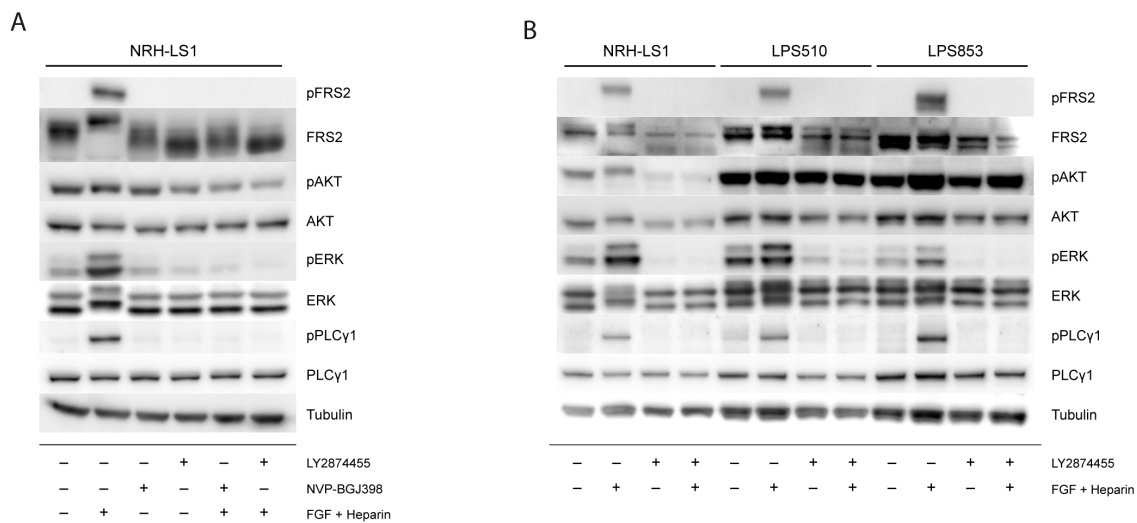 A
NRH-LS1
pFRS2
FRS2
pAKT
AKT
pERK
ERK
pPLCγ1
PLCγ1
Tubulin
– – – + – + LY2874455
– – + – + – NVP-BGJ398
– + – – + + FGF + Heparin
B
NRH-LS1 LPS510 LPS853
pFRS2
FRS2
pAKT
AKT
pERK
ERK
pPLCγ1
PLCγ1
Tubulin
– – + + – – + + – – + + LY2874455
– + – + – + – + – + – + FGF + Heparin